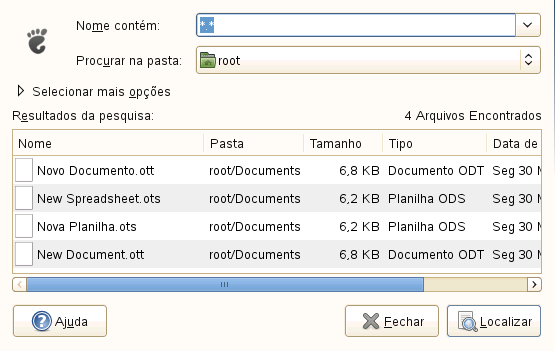 Nome contém: *.*
Procurar na pasta: root
Selecionar mais opções
Resultados da pesquisa: 4 Arquivos Encontrados
Nome Pasta Tamanho Tipo Data de
Novo Documento.ott root/Documents 6,8 KB Documento ODT Seg 30 M
New Spreadsheet.ots root/Documents 6,2 KB Planilha ODS Seg 30 M
Nova Planilha.ots root/Documents 6,2 KB Planilha ODS Seg 30 M
New Document.ott root/Documents 6,8 KB Documento ODT Seg 30 M
Ajuda Fechar Localizar